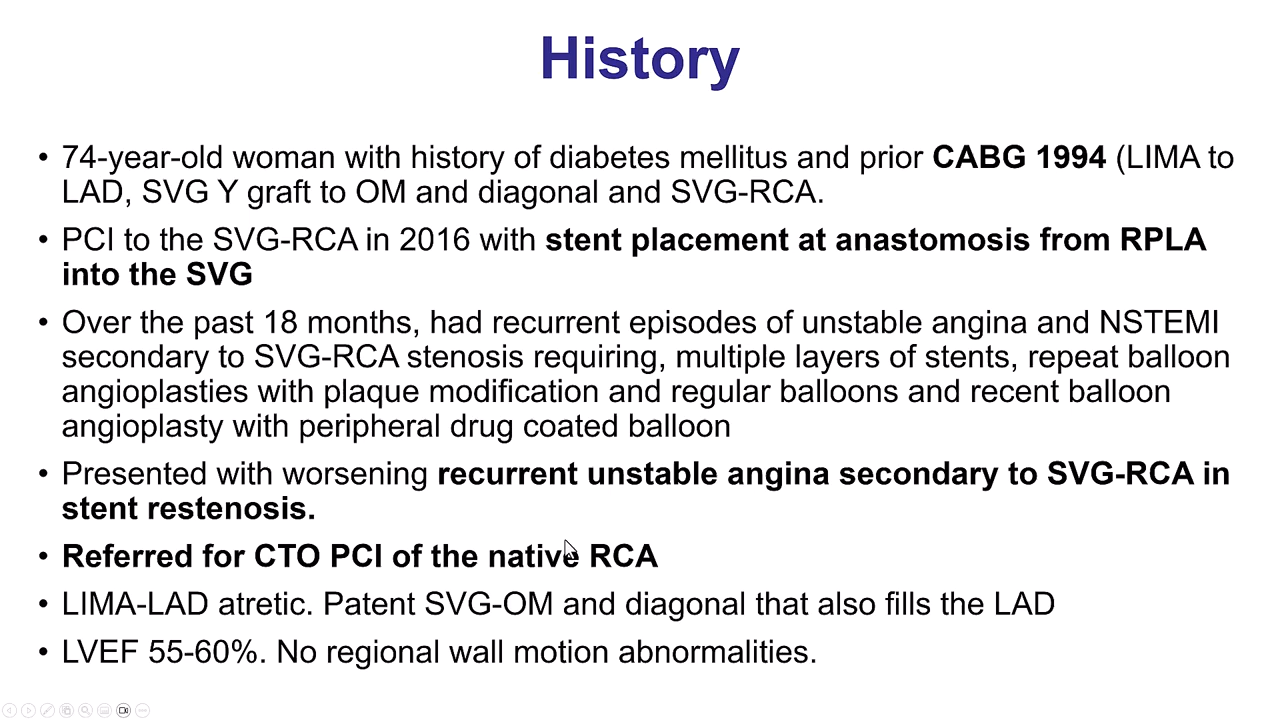 History
• 74-year-old woman with history of diabetes mellitus and prior CABG 1994 (LIMA to
LAD, SVG Y graft to OM and diagonal and SVG-RCA.
• PCI to the SVG-RCA in 2016 with stent placement at anastomosis from RPLA
into the SVG
• Over the past 18 months, had recurrent episodes of unstable angina and NSTEMI
secondary to SVG-RCA stenosis requiring, multiple layers of stents, repeat balloon
angioplasties with plaque modification and regular balloons and recent balloon
angioplasty with peripheral drug coated balloon
• Presented with worsening recurrent unstable angina secondary to SVG-RCA in
stent restenosis.
• Referred for CTO PCI of the native RCA
• LIMA-LAD atretic. Patent SVG-OM and diagonal that also fills the LAD
• LVEF 55-60%. No regional wall motion abnormalities.